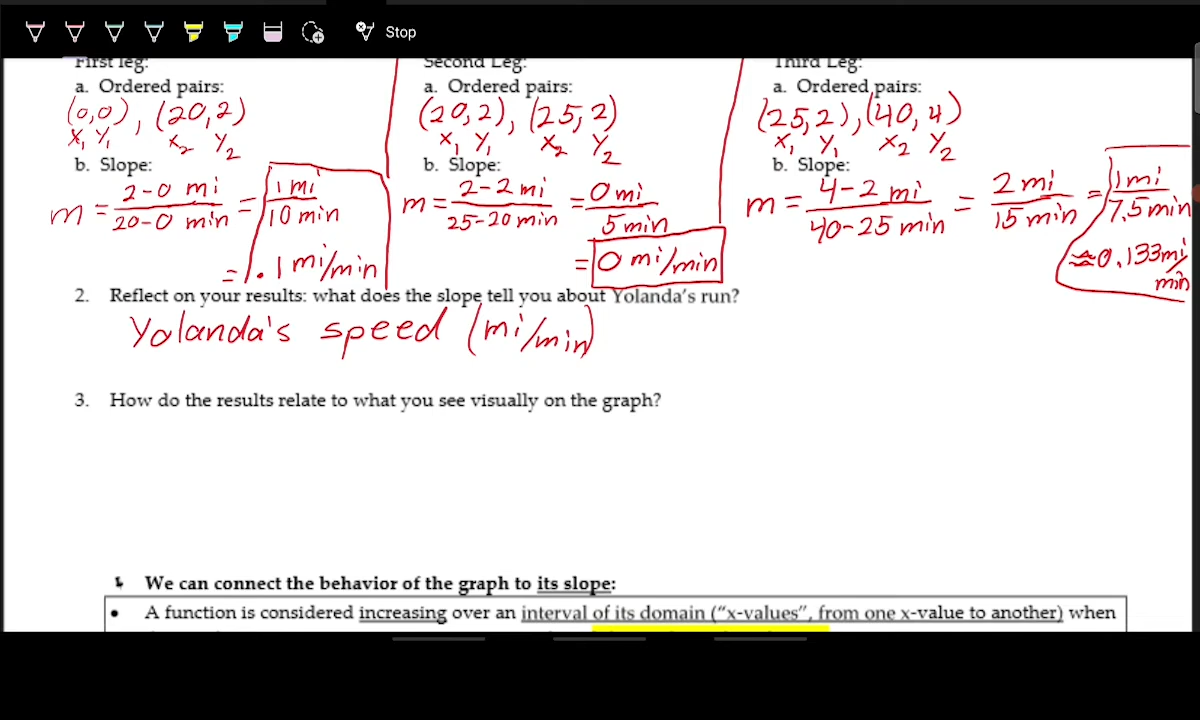 Stop
First leg:
a. Ordered pairs:
(0,0), (20,2)
X₁ Y₁ X₂ Y₂
b. Slope:
m = 2-0 mi / 20-0 min = 1 mi / 10 min
= .1 mi/min
Second Leg:
a. Ordered pairs:
(20,2), (25,2)
X₁ Y₁ X₂ Y₂
b. Slope:
m = 2-2 mi / 25-20 min = 0 mi / 5 min
= 0 mi/min
Third Leg:
a. Ordered pairs:
(25,2), (40,4)
X₁ Y₁ X₂ Y₂
b. Slope:
m = 4-2 mi / 40-25 min = 2 mi / 15 min = 1 mi / 7.5 min
≈ 0.133 mi/min
2. Reflect on your results: what does the slope tell you about Yolanda's run?
Yolanda's speed (mi/min)
3. How do the results relate to what you see visually on the graph?
We can connect the behavior of the graph to its slope:
• A function is considered increasing over an interval of its domain ("x-values", from one x-value to another) when